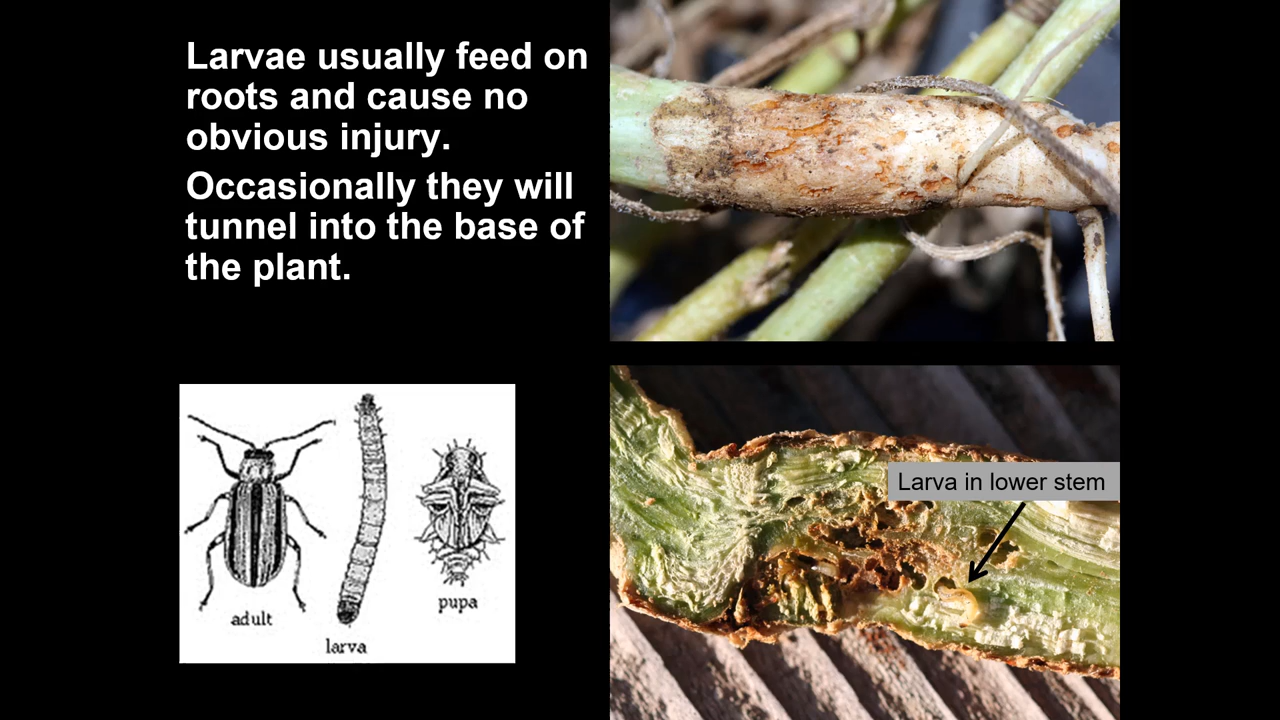 Larvae usually feed on
roots and cause no
obvious injury.
Occasionally they will
tunnel into the base of
the plant.
Larva in lower stem
adult
larva
pupa